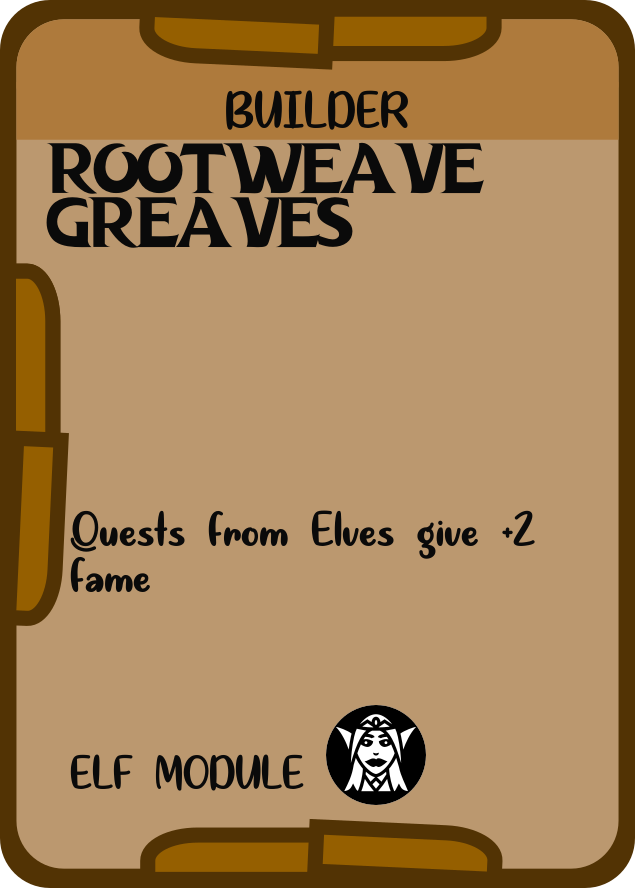 BUILDER
ROOTWEAVE
GREAVES
Quests from Elves give +2
fame
ELF MODULE